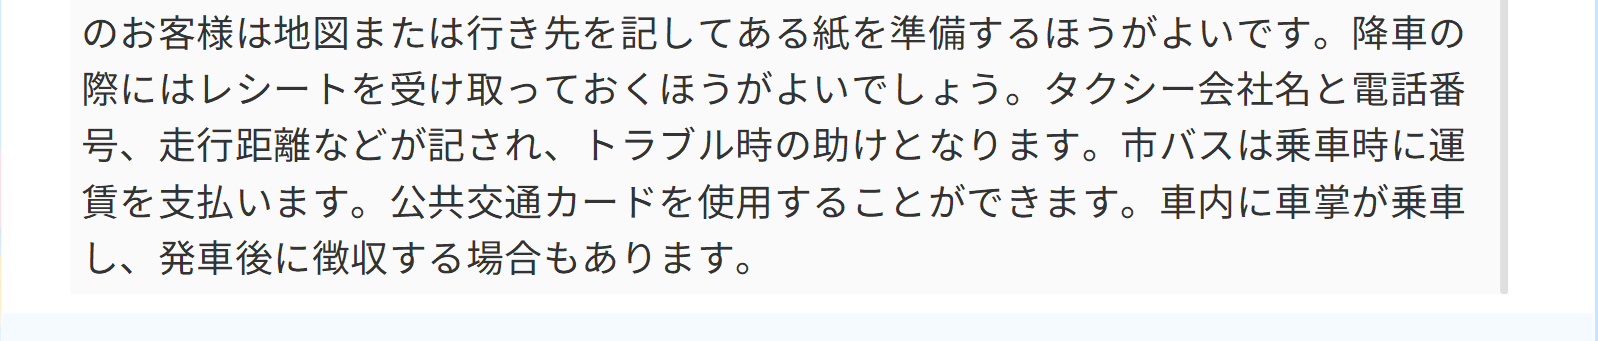 のお客様は地図または行き先を記してある紙を準備するほうがよいです。降車の
際にはレシートを受け取っておくほうがよいでしょう。タクシー会社名と電話番
号、走行距離などが記され、トラブル時の助けとなります。市バスは乗車時に運
賃を支払います。公共交通カードを使用することができます。車内に車掌が乗車
し、発車後に徴収する場合もあります。